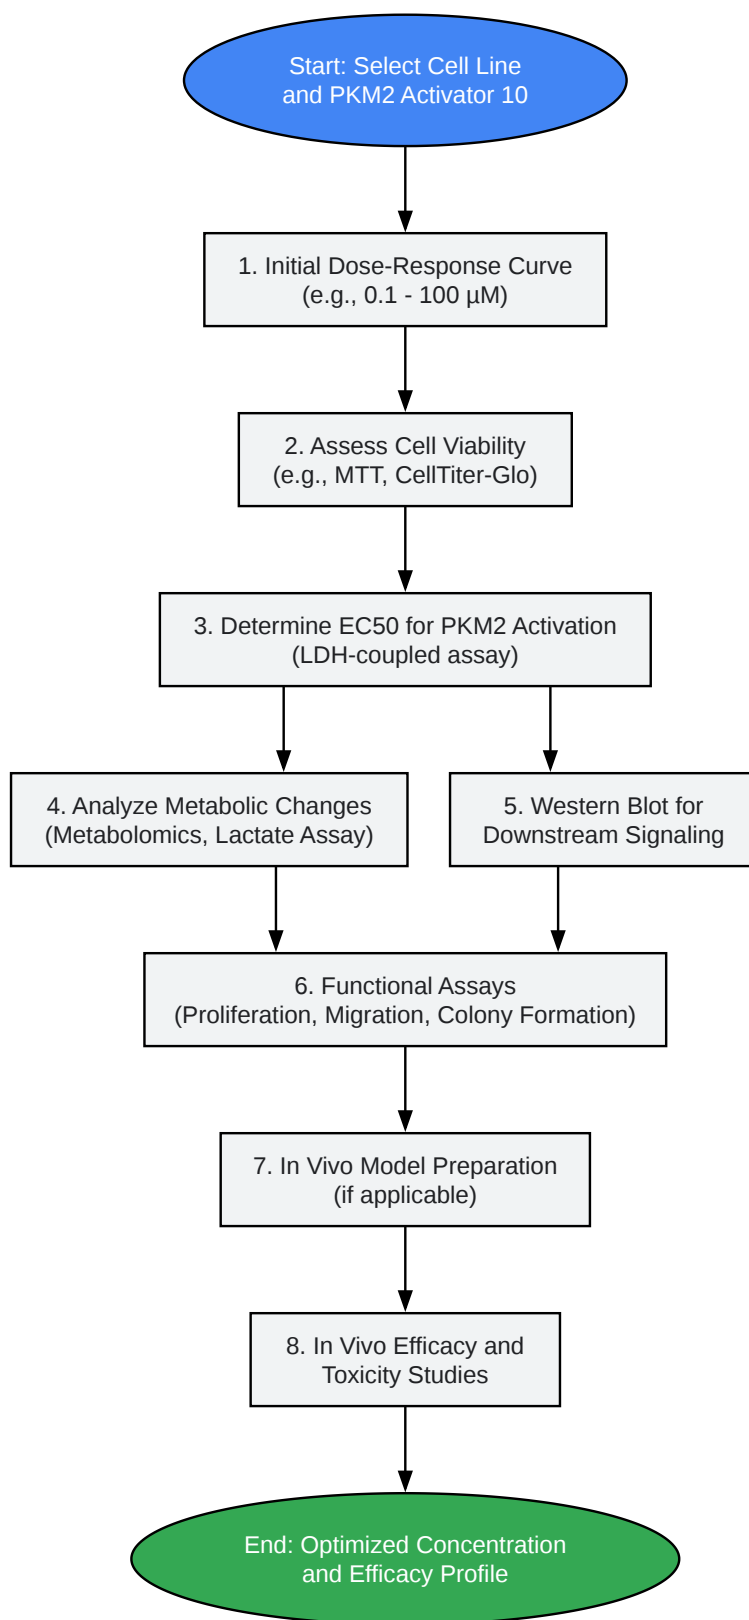 Start: Select Cell Line
and PKM2 Activator 10
1. Initial Dose-Response Curve
(e.g., 0.1 - 100 µM)
2. Assess Cell Viability
(e.g., MTT, CellTiter-Glo)
3. Determine EC50 for PKM2 Activation
(LDH-coupled assay)
4. Analyze Metabolic Changes
(Metabolomics, Lactate Assay)
5. Western Blot for
Downstream Signaling
6. Functional Assays
(Proliferation, Migration, Colony Formation)
7. In Vivo Model Preparation
(if applicable)
8. In Vivo Efficacy and
Toxicity Studies
End: Optimized Concentration
and Efficacy Profile